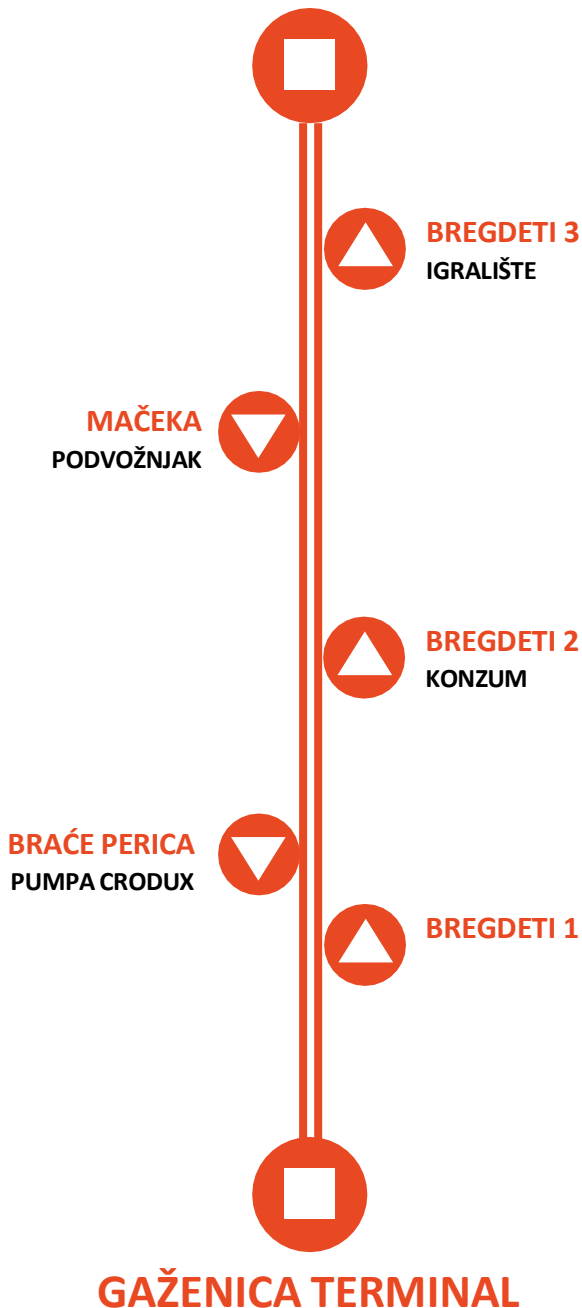 BREGDETI 3
IGRALIŠTE
MAČEKA
PODVOŽNJAK
BREGDETI 2
KONZUM
BRAĆE PERICA
PUMPA CRODUX
BREGDETI 1
GAŽENICA TERMINAL